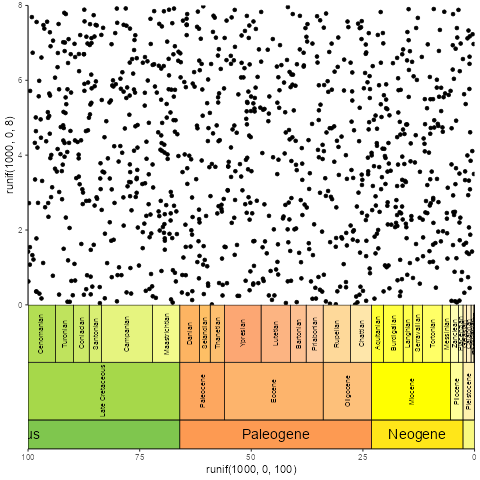 8
6
4
2
0
runif(1000, 0, 8)
Cenomanian
Turonian
Coniacian
Santonian
Campanian
Maastrichtian
Danian
Selandian
Thanetian
Ypresian
Lutetian
Bartonian
Priabonian
Rupelian
Chattian
Aquitanian
Burdigalian
Langhian
Serravallian
Tortonian
Messinian
Zanclean
Late Cretaceous
Paleocene
Eocene
Oligocene
Miocene
Pliocene
Pleistocene
us
Paleogene
Neogene
100
75
50
25
0
runif(1000, 0, 100)